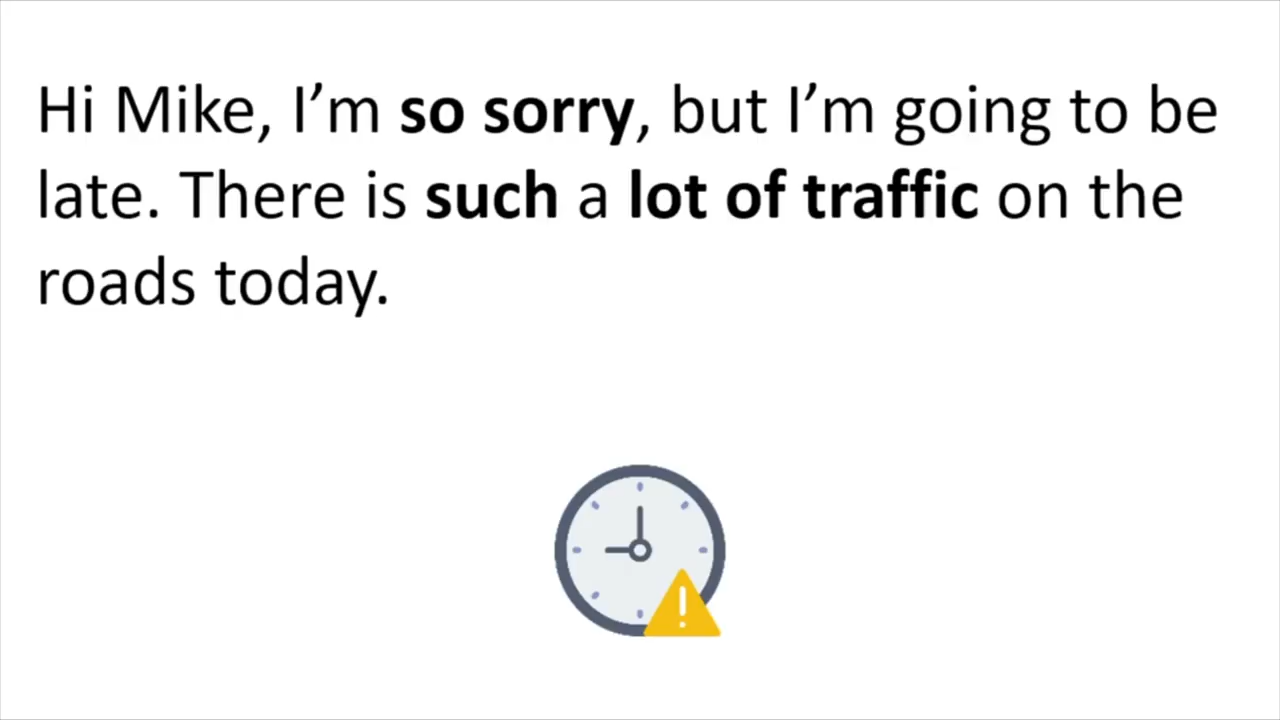 Hi Mike, I’m so sorry, but I’m going to be
late. There is such a lot of traffic on the
roads today.